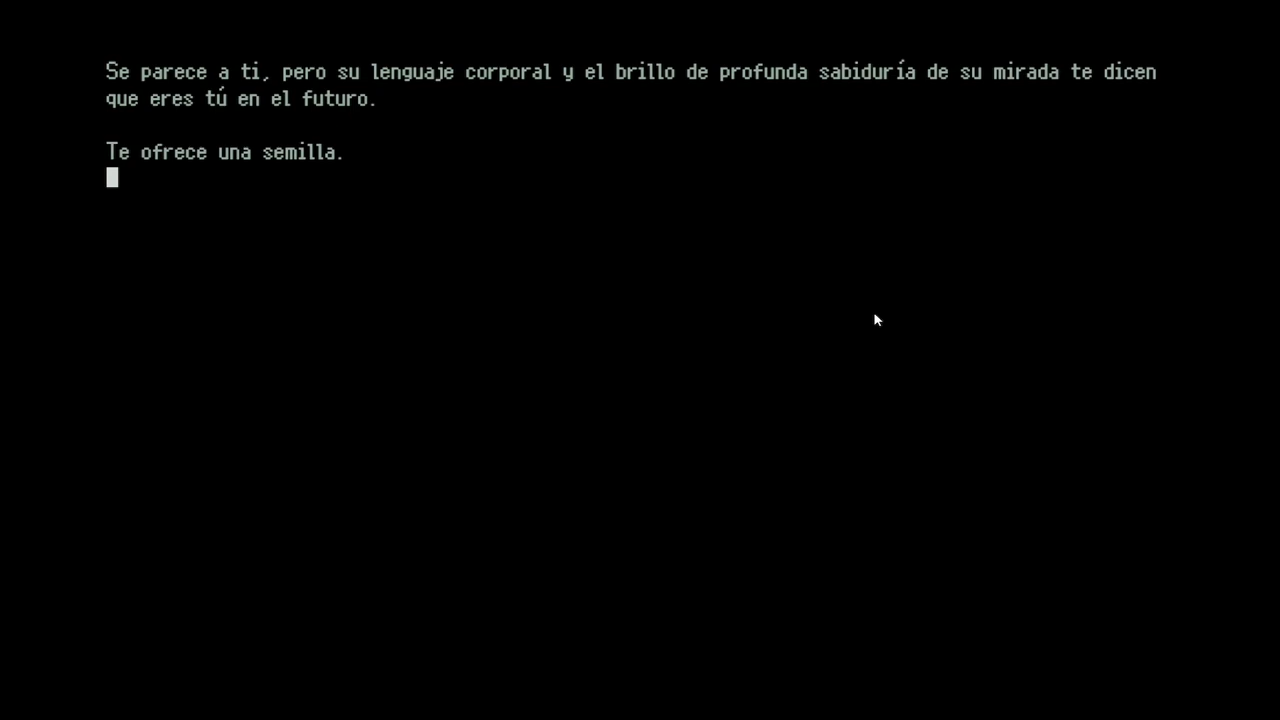 Se parece a ti, pero su lenguaje corporal y el brillo de profunda sabiduría de su mirada te dicen
que eres tú en el futuro.
Te ofrece una semilla.